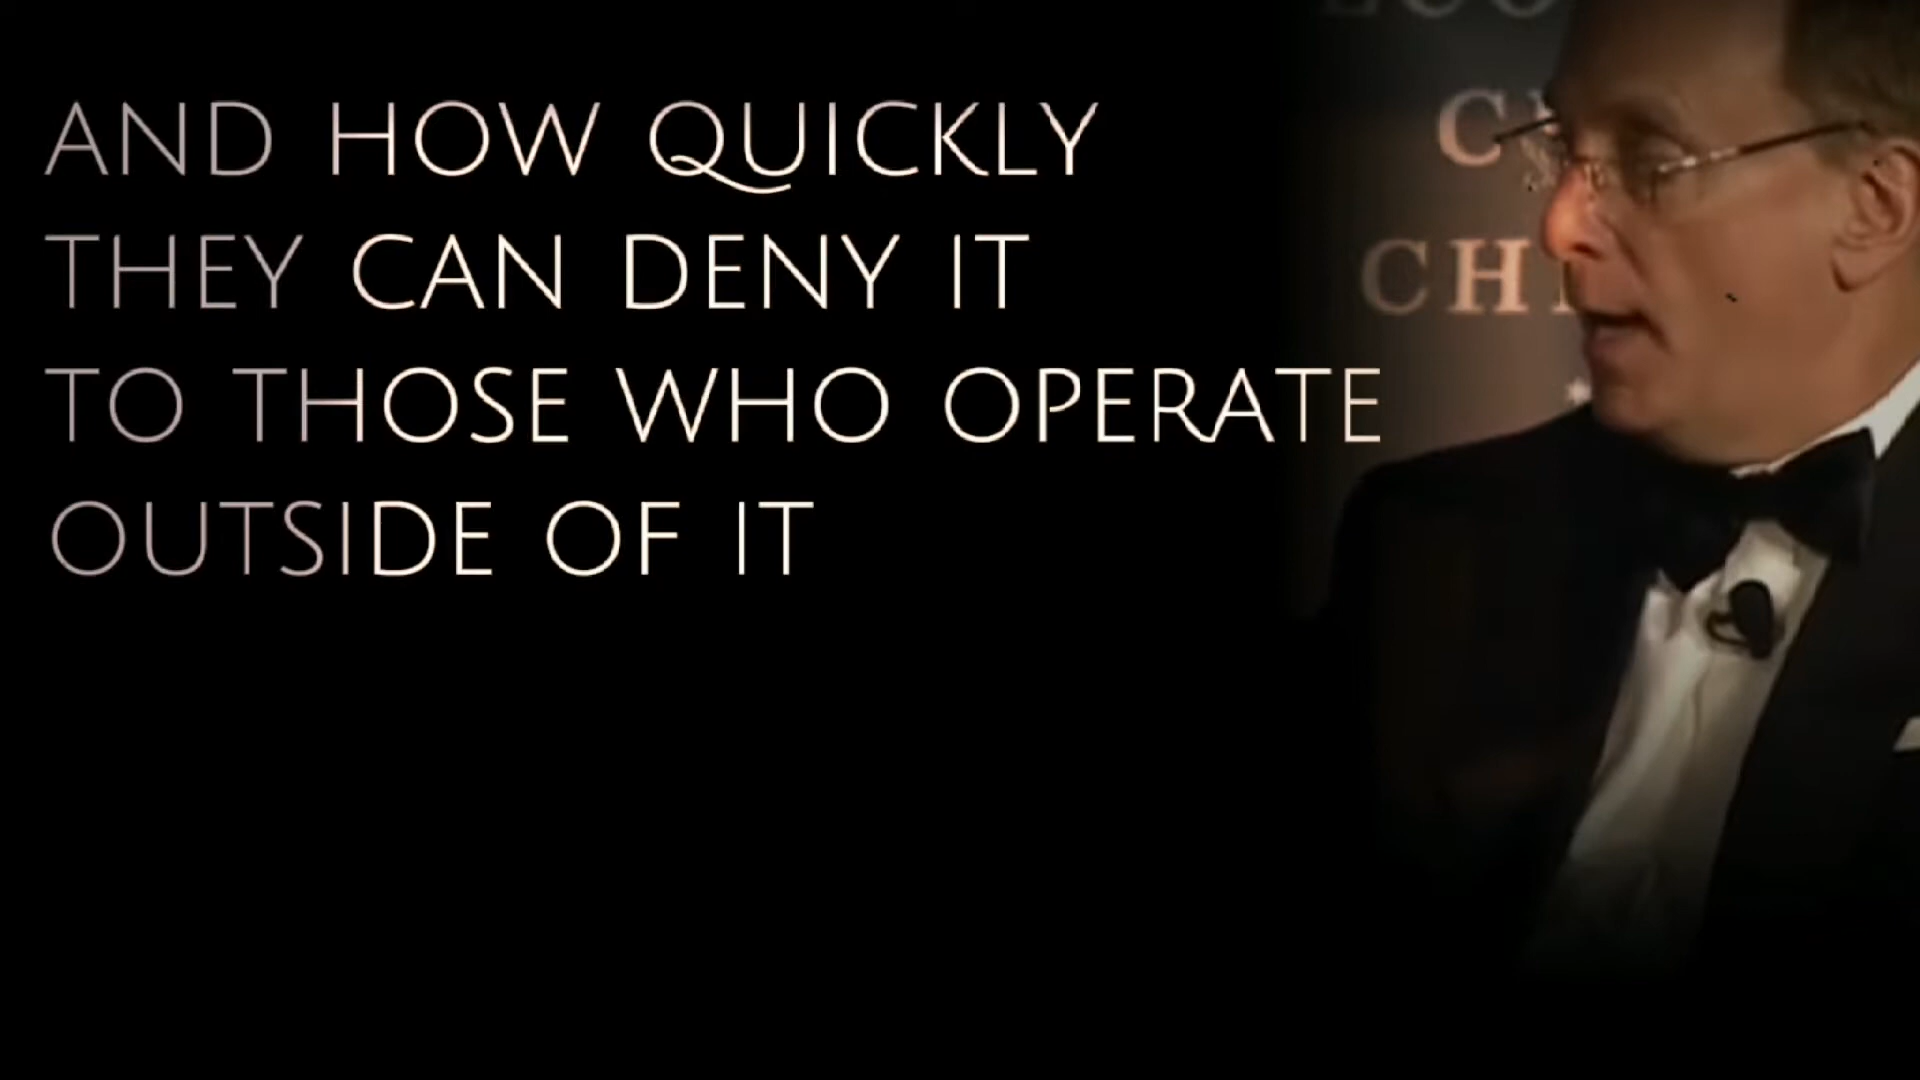 AND HOW QUICKLY
THEY CAN DENY IT
TO THOSE WHO OPERATE
OUTSIDE OF IT